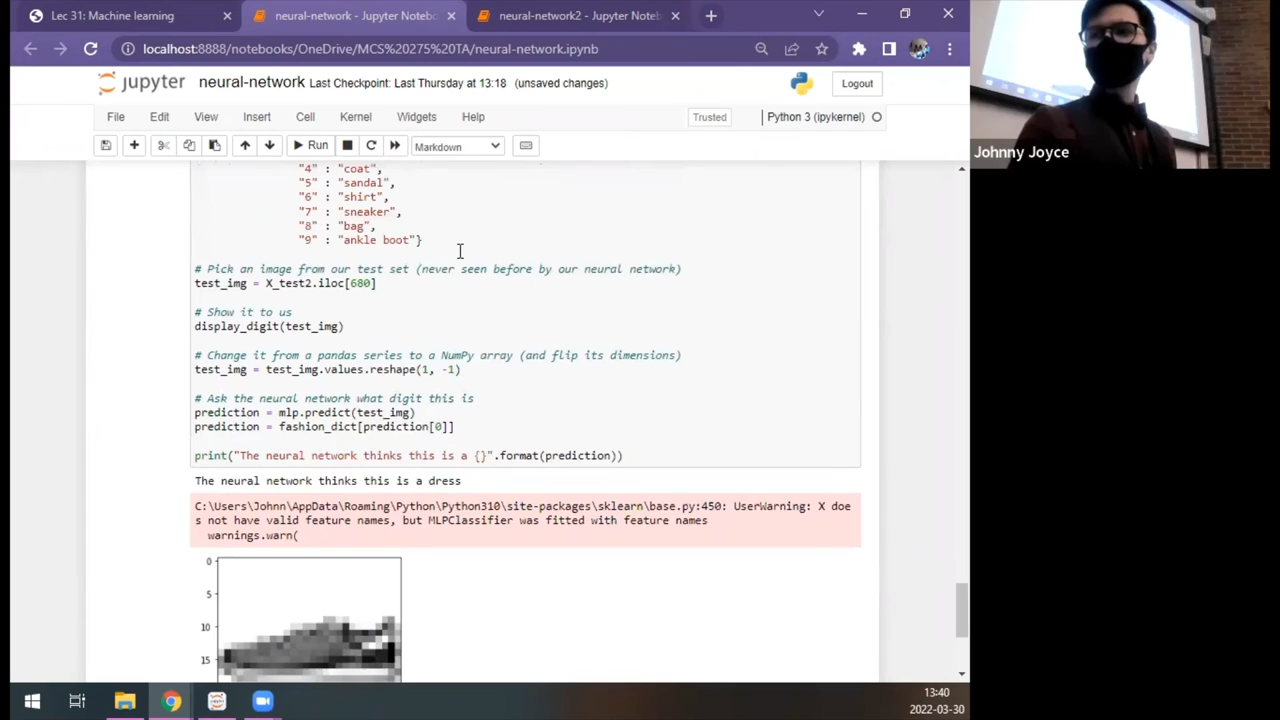 Lec 31: Machine learning
neural-network - Jupyter Notebo
neural-network2 - Jupyter Noteb
localhost:8888/notebooks/OneDrive/MCS%20275%20TA/neural-network.ipynb
jupyter neural-network Last Checkpoint: Last Thursday at 13:18 (unsaved changes)
Logout
File Edit View Insert Cell Kernel Widgets Help
Trusted
Python 3 (ipykernel)
Run
Markdown
"4" : "coat",
"5" : "sandal",
"6" : "shirt",
"7" : "sneaker",
"8" : "bag",
"9" : "ankle boot"}
# Pick an image from our test set (never seen before by our neural network)
test_img = X_test2.iloc[680]
# Show it to us
display_digit(test_img)
# Change it from a pandas series to a NumPy array (and flip its dimensions)
test_img = test_img.values.reshape(1, -1)
# Ask the neural network what digit this is
prediction = mlp.predict(test_img)
prediction = fashion_dict[prediction[0]]
print("The neural network thinks this is a {}".format(prediction))
The neural network thinks this is a dress
C:\Users\Johnn\AppData\Roaming\Python\Python310\site-packages\sklearn\base.py:450: UserWarning: X doe
s not have valid feature names, but MLPClassifier was fitted with feature names
warnings.warn(
0
5
10
15
Johnny Joyce
13:40
2022-03-30